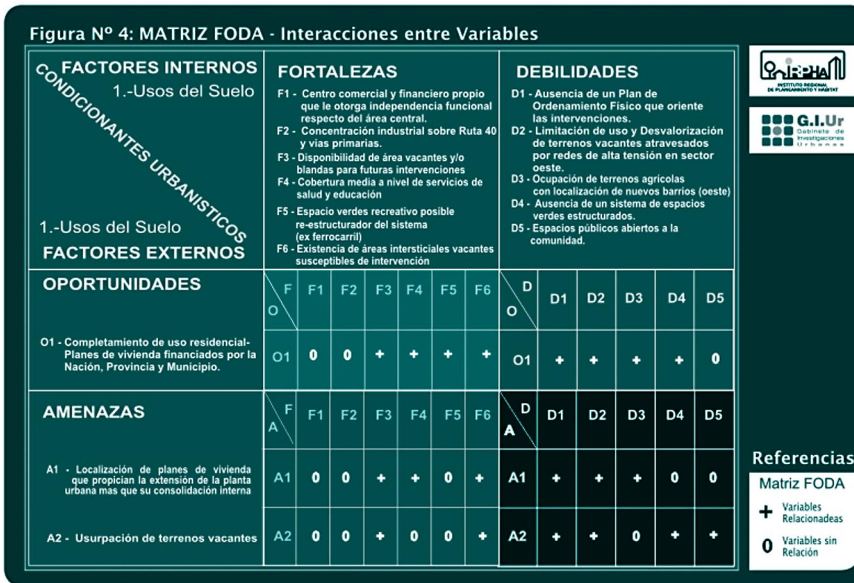 Figura Nº 4: MATRIZ FODA - Interacciones entre Variables
FACTORES INTERNOS
1.-Usos del Suelo
CONDICIONANTES URBANISTICOS
1.-Usos del Suelo
FACTORES EXTERNOS
FORTALEZAS
F1 - Centro comercial y financiero propio
que le otorga independencia funcional
respecto del área central.
F2 - Concentración industrial sobre Ruta 40
y vias primarias.
F3 - Disponibilidad de área vacantes y/o
blandas para futuras intervenciones
F4 - Cobertura media a nivel de servicios de
salud y educación
F5 - Espacio verdes recreativo posible
re-estructurador del sistema
(ex ferrocarril)
F6 - Existencia de áreas intersticiales vacantes
susceptibles de intervención
DEBILIDADES
D1 - Ausencia de un Plan de
Ordenamiento Físico que oriente
las intervenciones.
D2 - Limitación de uso y Desvalorización
de terrenos vacantes atravesados
por redes de alta tensión en sector
oeste.
D3 - Ocupación de terrenos agrícolas
con localización de nuevos barrios (oeste)
D4 - Ausencia de un sistema de espacios
verdes estructurados.
D5 - Espacios públicos abiertos a la
comunidad.
OPORTUNIDADES
O1 - Completamiento de uso residencial-
Planes de vivienda financiados por la
Nación, Provincia y Municipio.
F O F1 F2 F3 F4 F5 F6
O1 0 0 + + + +
D O D1 D2 D3 D4 D5
O1 + + + + 0
AMENAZAS
A1 - Localización de planes de vivienda
que propician la extensión de la planta
urbana mas que su consolidación interna
A2 - Usurpación de terrenos vacantes
F A F1 F2 F3 F4 F5 F6
A1 0 0 + + 0 +
A2 0 0 + 0 0 +
D A D1 D2 D3 D4 D5
A1 + + + 0 0
A2 + + 0 + +
INSTITUTO REGIONAL
DE PLANEAMIENTO Y HABITAT
G.I.Ur
Gabinete de
Investigaciones
Urbanas
Referencias
Matriz FODA
+ Variables
Relacionadeas
0 Variables sin
Relación